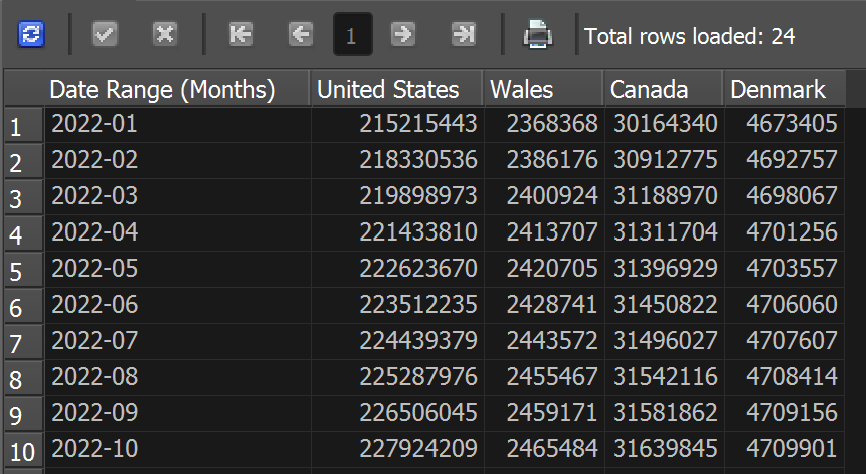 1 Total rows loaded: 24
Date Range (Months) United States Wales Canada Denmark
1 2022-01 215215443 2368368 30164340 4673405
2 2022-02 218330536 2386176 30912775 4692757
3 2022-03 219898973 2400924 31188970 4698067
4 2022-04 221433810 2413707 31311704 4701256
5 2022-05 222623670 2420705 31396929 4703557
6 2022-06 223512235 2428741 31450822 4706060
7 2022-07 224439379 2443572 31496027 4707607
8 2022-08 225287976 2455467 31542116 4708414
9 2022-09 226506045 2459171 31581862 4709156
10 2022-10 227924209 2465484 31639845 4709901